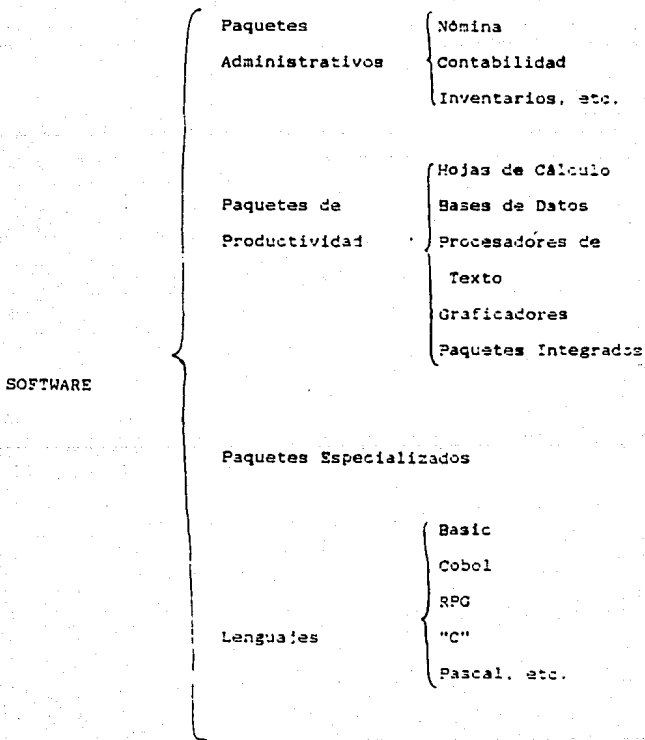 Paquetes
Administrativos
Nómina
Contabilidad
Inventarios, etc.
Paquetes de
Productividad
Hojas de Cálculo
Bases de Datos
Procesadores de
Texto
Graficadores
Paquetes Integrados
SOFTWARE
Paquetes Especializados
Lenguajes
Basic
Cobol
RPG
"C"
Pascal, etc.